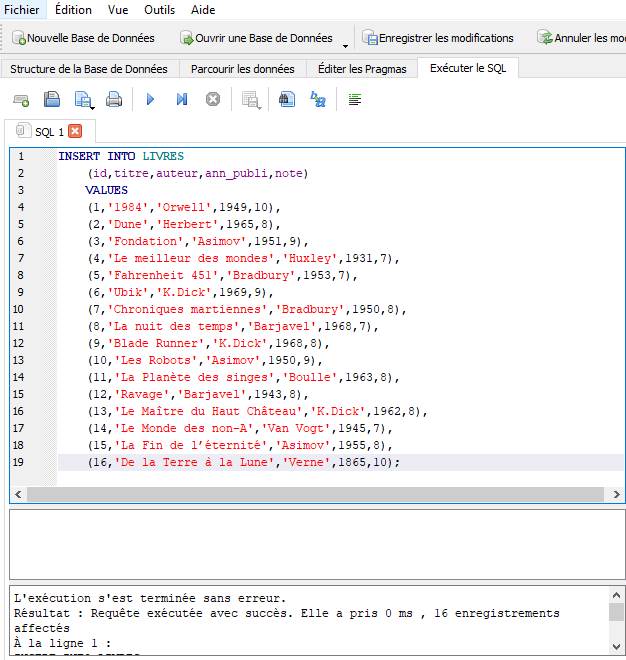 Fichier Édition Vue Outils Aide
Nouvelle Base de Données Ouvrir une Base de Données Enregistrer les modifications Annuler les mo
Structure de la Base de Données Parcourir les données Éditer les Pragmas Exécuter le SQL
SQL 1
1 INSERT INTO LIVRES
2 (id,titre,auteur,ann_publi,note)
3 VALUES
4 (1,'1984','Orwell',1949,10),
5 (2,'Dune','Herbert',1965,8),
6 (3,'Fondation','Asimov',1951,9),
7 (4,'Le meilleur des mondes','Huxley',1931,7),
8 (5,'Fahrenheit 451','Bradbury',1953,7),
9 (6,'Ubik','K.Dick',1969,9),
10 (7,'Chroniques martiennes','Bradbury',1950,8),
11 (8,'La nuit des temps','Barjavel',1968,7),
12 (9,'Blade Runner','K.Dick',1968,8),
13 (10,'Les Robots','Asimov',1950,9),
14 (11,'La Planète des singes','Boulle',1963,8),
15 (12,'Ravage','Barjavel',1943,8),
16 (13,'Le Maître du Haut Château','K.Dick',1962,8),
17 (14,'Le Monde des non-A','Van Vogt',1945,7),
18 (15,'La Fin de l’éternité','Asimov',1955,8),
19 (16,'De la Terre à la Lune','Verne',1865,10);
L'exécution s'est terminée sans erreur.
Résultat : Requête exécutée avec succès. Elle a pris 0 ms , 16 enregistrements
affectés
À la ligne 1 :